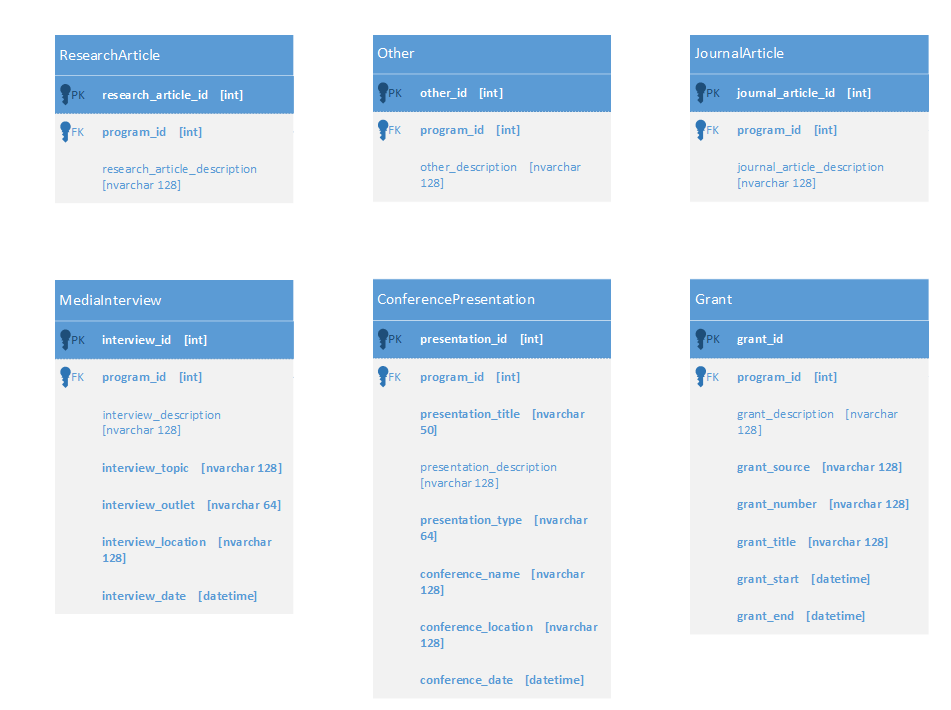 ResearchArticle
PK research_article_id [int]
FK program_id [int]
research_article_description
[nvarchar 128]
Other
PK other_id [int]
FK program_id [int]
other_description [nvarchar
128]
JournalArticle
PK journal_article_id [int]
FK program_id [int]
journal_article_description
[nvarchar 128]
MediaInterview
PK interview_id [int]
FK program_id [int]
interview_description
[nvarchar 128]
interview_topic [nvarchar 128]
interview_outlet [nvarchar 64]
interview_location [nvarchar
128]
interview_date [datetime]
ConferencePresentation
PK presentation_id [int]
FK program_id [int]
presentation_title [nvarchar
50]
presentation_description
[nvarchar 128]
presentation_type [nvarchar
64]
conference_name [nvarchar
128]
conference_location [nvarchar
128]
conference_date [datetime]
Grant
PK grant_id
FK program_id [int]
grant_description [nvarchar
128]
grant_source [nvarchar 128]
grant_number [nvarchar 128]
grant_title [nvarchar 128]
grant_start [datetime]
grant_end [datetime]